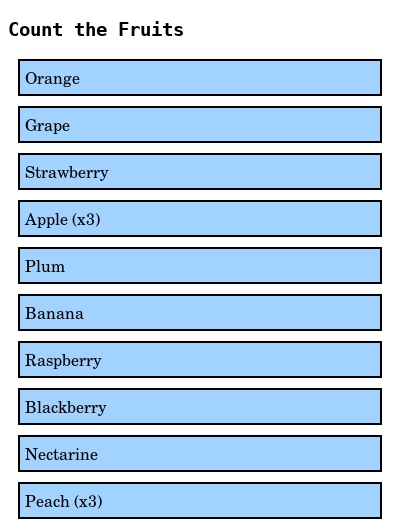 Count the Fruits
Orange
Grape
Strawberry
Apple (x3)
Plum
Banana
Raspberry
Blackberry
Nectarine
Peach (x3)